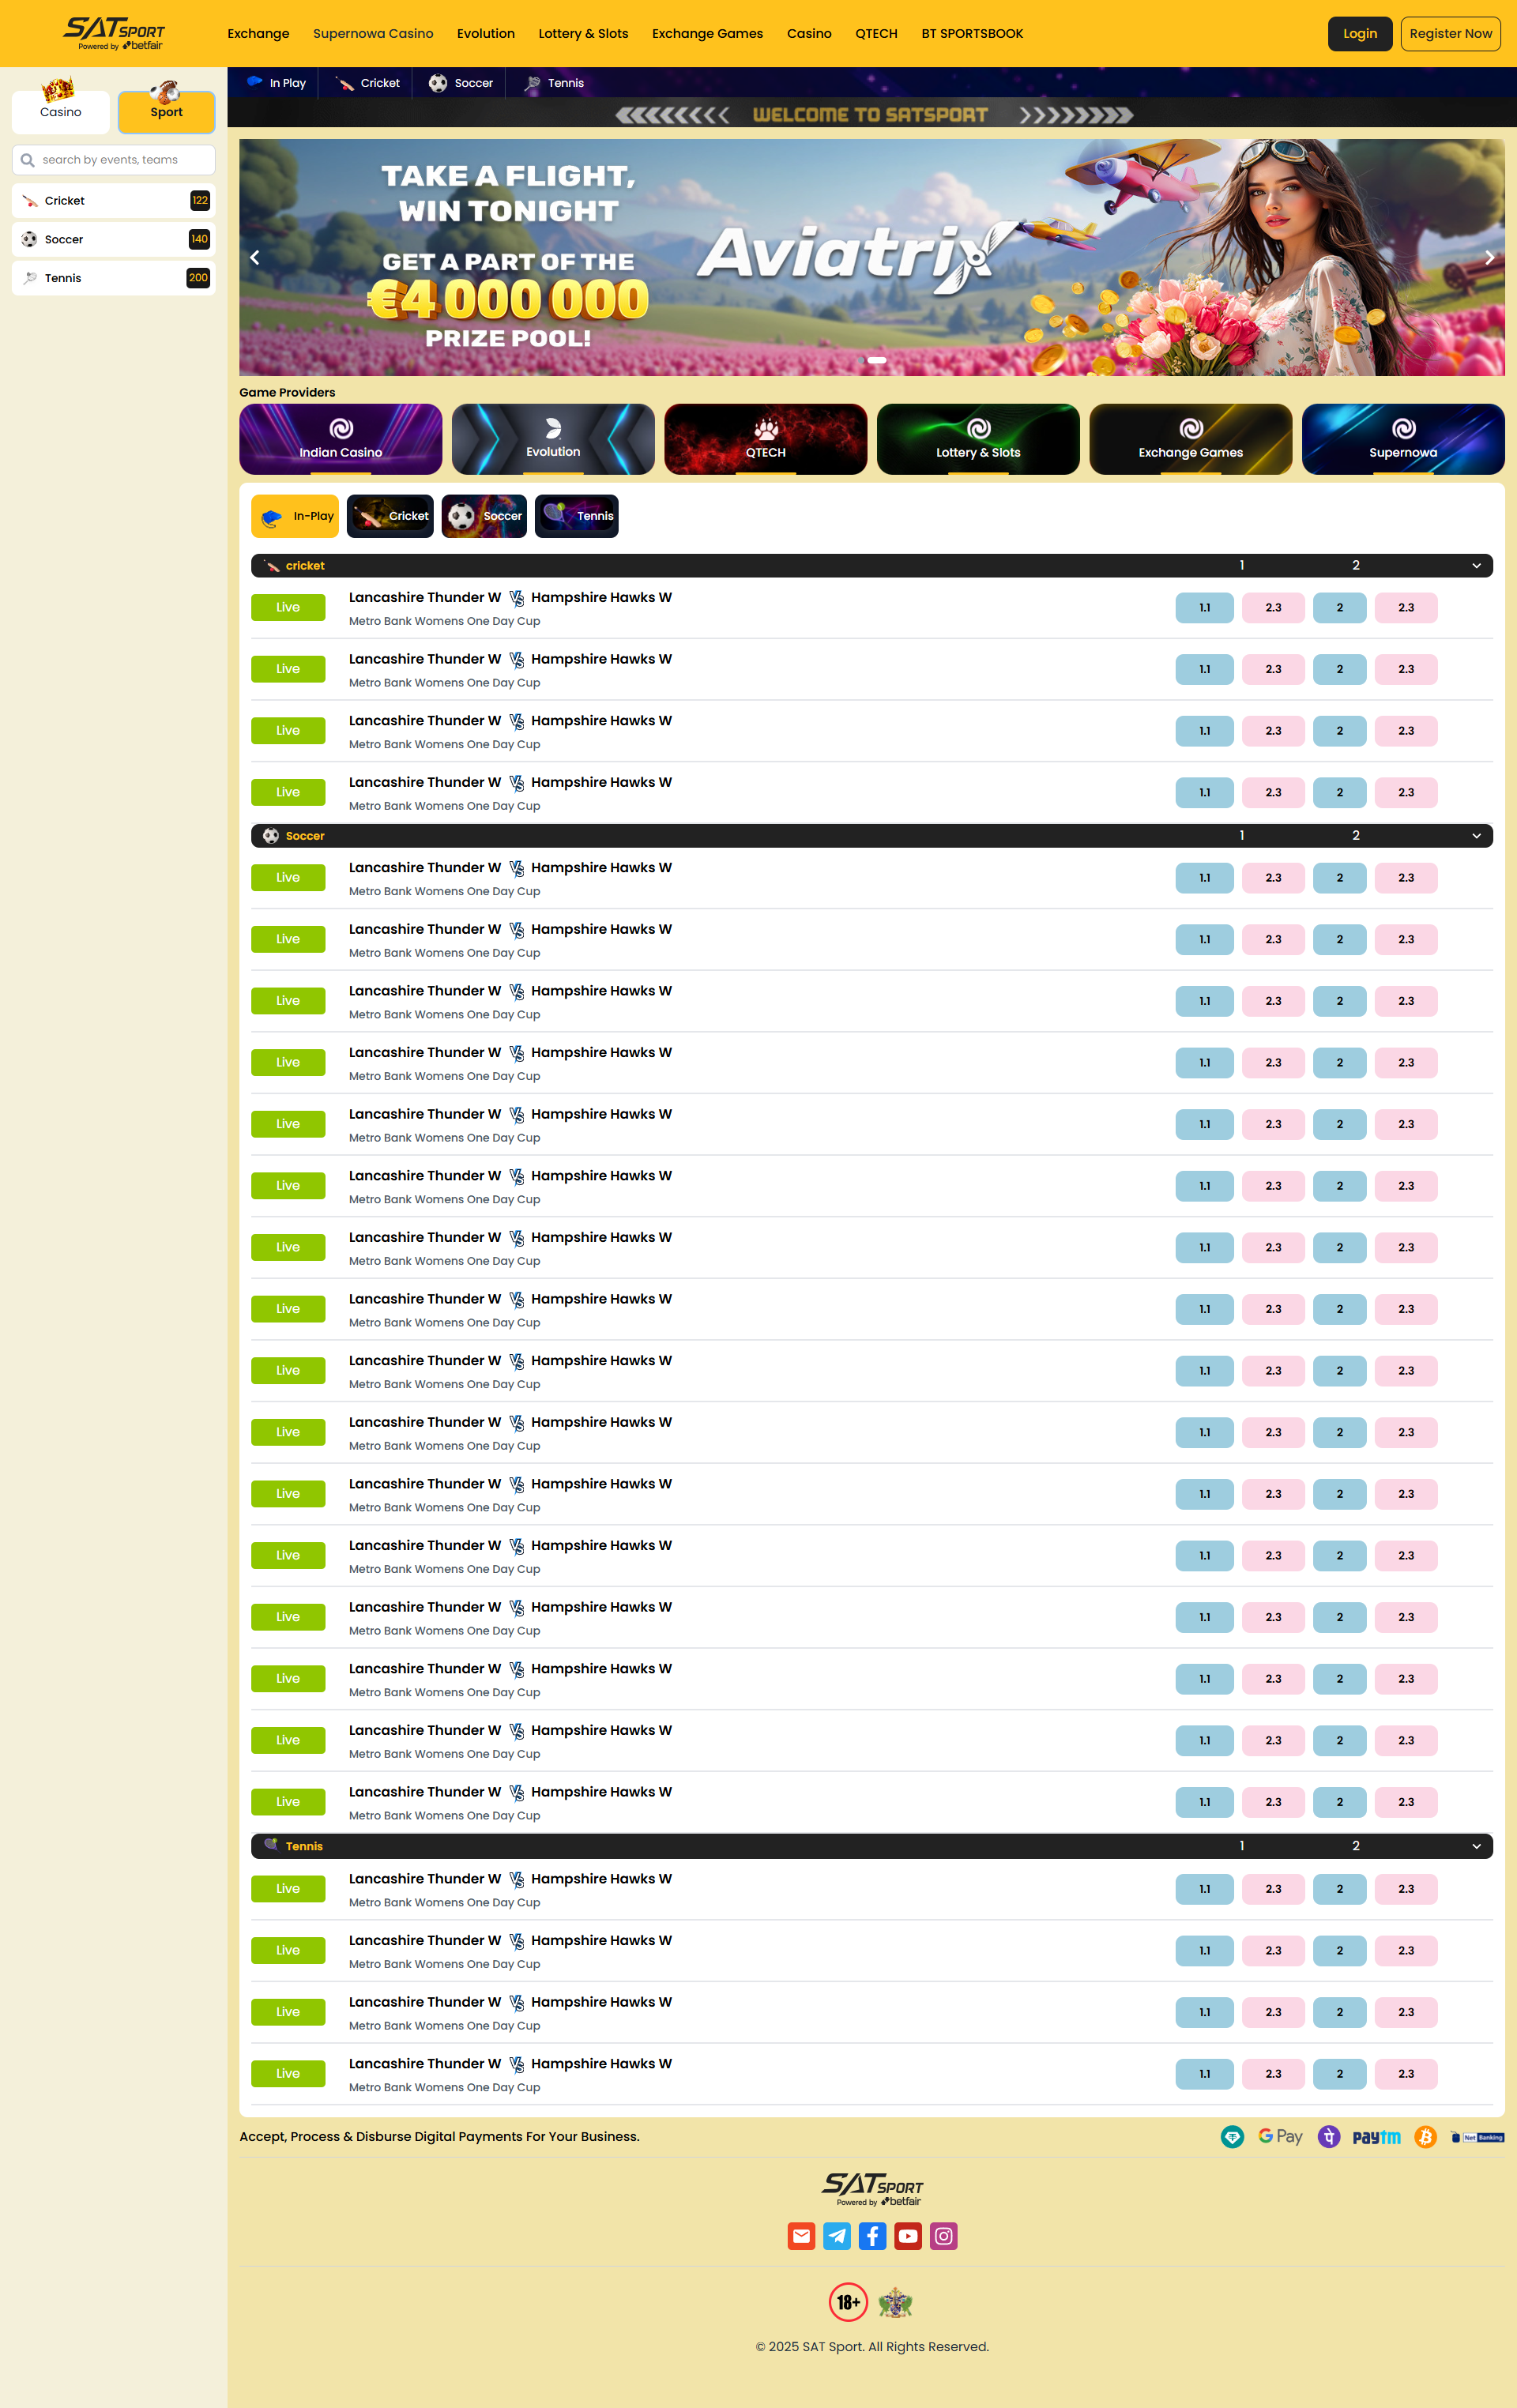 SATSPORT
Powered by betfair
Exchange
Supernowa Casino
Evolution
Lottery & Slots
Exchange Games
Casino
QTECH
BT SPORTSBOOK
Login
Register Now
Casino
Sport
search by events, teams
Cricket 122
Soccer 140
Tennis 200
In Play
Cricket
Soccer
Tennis
WELCOME TO SATSPORT
TAKE A FLIGHT,
WIN TONIGHT
GET A PART OF THE
€4 000 000
PRIZE POOL!
Aviatrix
Game Providers
Indian Casino
Evolution
QTECH
Lottery & Slots
Exchange Games
Supernowa
In-Play
Cricket
Soccer
Tennis
cricket 1 2
Live Lancashire Thunder W VS Hampshire Hawks W 1.1 2.3 2 2.3
Metro Bank Womens One Day Cup
Live Lancashire Thunder W VS Hampshire Hawks W 1.1 2.3 2 2.3
Metro Bank Womens One Day Cup
Live Lancashire Thunder W VS Hampshire Hawks W 1.1 2.3 2 2.3
Metro Bank Womens One Day Cup
Live Lancashire Thunder W VS Hampshire Hawks W 1.1 2.3 2 2.3
Metro Bank Womens One Day Cup
Soccer 1 2
Live Lancashire Thunder W VS Hampshire Hawks W 1.1 2.3 2 2.3
Metro Bank Womens One Day Cup
Live Lancashire Thunder W VS Hampshire Hawks W 1.1 2.3 2 2.3
Metro Bank Womens One Day Cup
Live Lancashire Thunder W VS Hampshire Hawks W 1.1 2.3 2 2.3
Metro Bank Womens One Day Cup
Live Lancashire Thunder W VS Hampshire Hawks W 1.1 2.3 2 2.3
Metro Bank Womens One Day Cup
Live Lancashire Thunder W VS Hampshire Hawks W 1.1 2.3 2 2.3
Metro Bank Womens One Day Cup
Live Lancashire Thunder W VS Hampshire Hawks W 1.1 2.3 2 2.3
Metro Bank Womens One Day Cup
Live Lancashire Thunder W VS Hampshire Hawks W 1.1 2.3 2 2.3
Metro Bank Womens One Day Cup
Live Lancashire Thunder W VS Hampshire Hawks W 1.1 2.3 2 2.3
Metro Bank Womens One Day Cup
Live Lancashire Thunder W VS Hampshire Hawks W 1.1 2.3 2 2.3
Metro Bank Womens One Day Cup
Live Lancashire Thunder W VS Hampshire Hawks W 1.1 2.3 2 2.3
Metro Bank Womens One Day Cup
Live Lancashire Thunder W VS Hampshire Hawks W 1.1 2.3 2 2.3
Metro Bank Womens One Day Cup
Live Lancashire Thunder W VS Hampshire Hawks W 1.1 2.3 2 2.3
Metro Bank Womens One Day Cup
Live Lancashire Thunder W VS Hampshire Hawks W 1.1 2.3 2 2.3
Metro Bank Womens One Day Cup
Live Lancashire Thunder W VS Hampshire Hawks W 1.1 2.3 2 2.3
Metro Bank Womens One Day Cup
Live Lancashire Thunder W VS Hampshire Hawks W 1.1 2.3 2 2.3
Metro Bank Womens One Day Cup
Live Lancashire Thunder W VS Hampshire Hawks W 1.1 2.3 2 2.3
Metro Bank Womens One Day Cup
Tennis 1 2
Live Lancashire Thunder W VS Hampshire Hawks W 1.1 2.3 2 2.3
Metro Bank Womens One Day Cup
Live Lancashire Thunder W VS Hampshire Hawks W 1.1 2.3 2 2.3
Metro Bank Womens One Day Cup
Live Lancashire Thunder W VS Hampshire Hawks W 1.1 2.3 2 2.3
Metro Bank Womens One Day Cup
Live Lancashire Thunder W VS Hampshire Hawks W 1.1 2.3 2 2.3
Metro Bank Womens One Day Cup
Accept, Process & Disburse Digital Payments For Your Business.
G Pay
पे
paytm
Net Banking
SATSPORT
Powered by betfair
18+
© 2025 SAT Sport. All Rights Reserved.